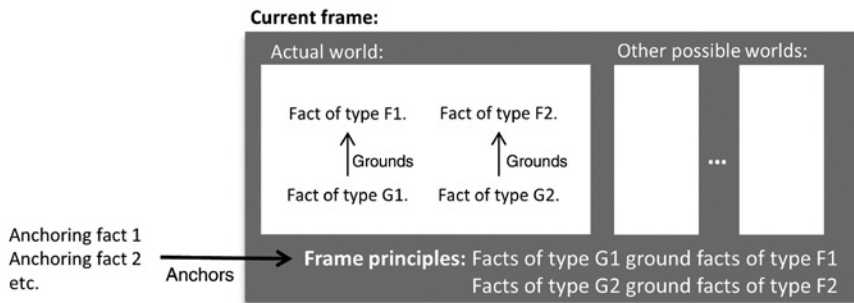 Current frame:
Actual world:
Other possible worlds:
Fact of type F1.
Fact of type F2.
Grounds
Grounds
...
Fact of type G1.
Fact of type G2.
Anchoring fact 1
Anchoring fact 2
etc.
Anchors
Frame principles: Facts of type G1 ground facts of type F1
Facts of type G2 ground facts of type F2